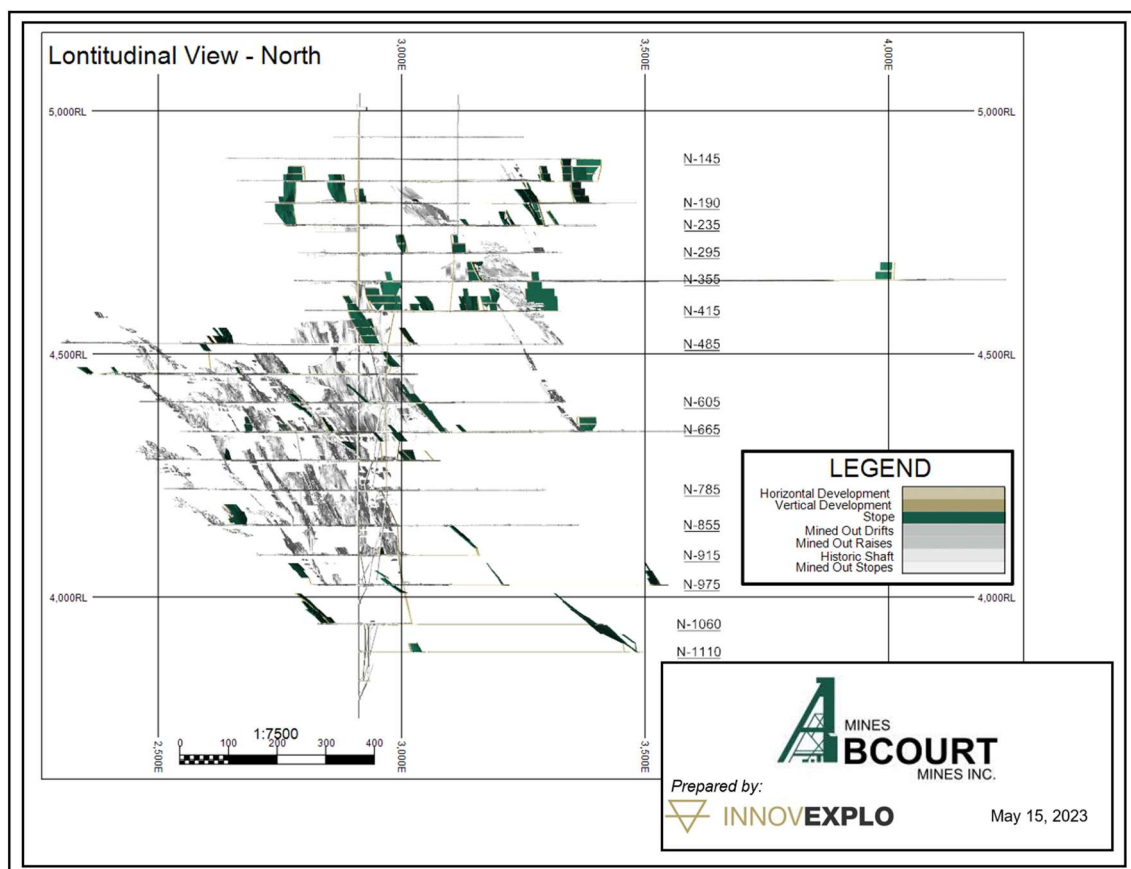 Lontitudinal View - North
3,000E
3,500E
4,000E
5,000RL
5,000RL
N-145
N-190
N-235
N-295
N-355
N-415
N-485
4,500RL
4,500RL
N-605
N-665
N-785
N-855
N-915
N-975
4,000RL
4,000RL
N-1060
N-1110
LEGEND
Horizontal Development
Vertical Development
Stope
Mined Out Drifts
Mined Out Raises
Historic Shaft
Mined Out Stopes
1:7500
0 100 200 300 400
2,500E
3,000E
3,500E
MINES
ABCOURT
MINES INC.
Prepared by:
INNOVEXPLO
May 15, 2023